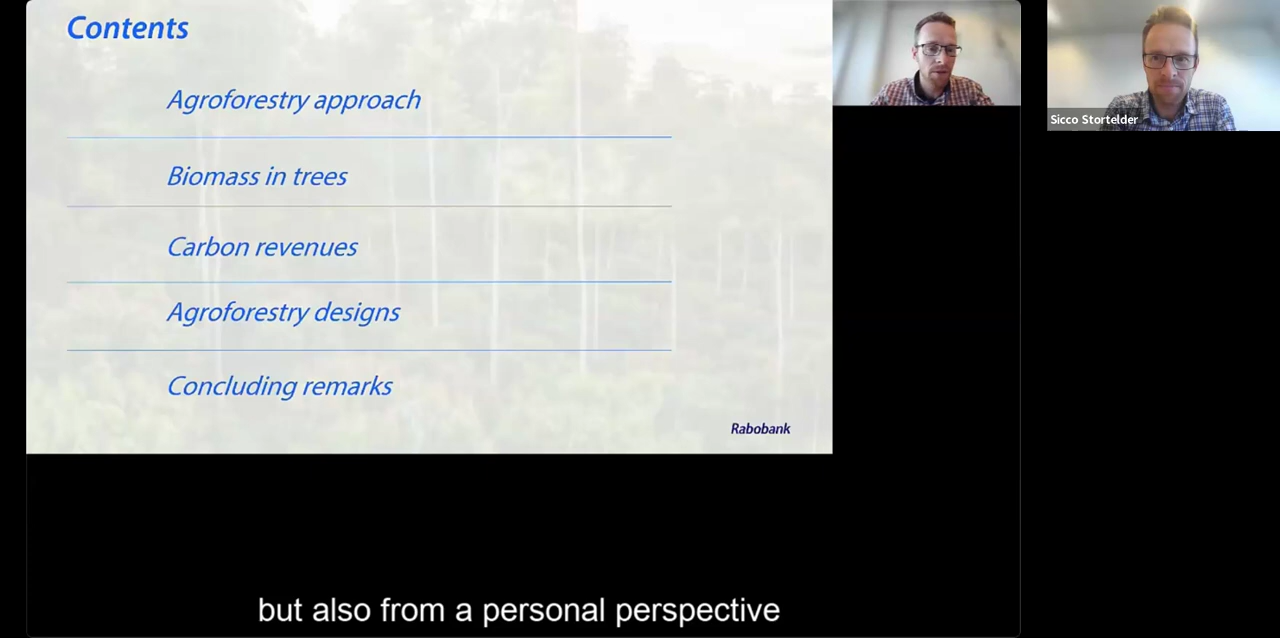 Contents
Agroforestry approach
Biomass in trees
Carbon revenues
Agroforestry designs
Concluding remarks
Rabobank
Sicco Stortelder
but also from a personal perspective